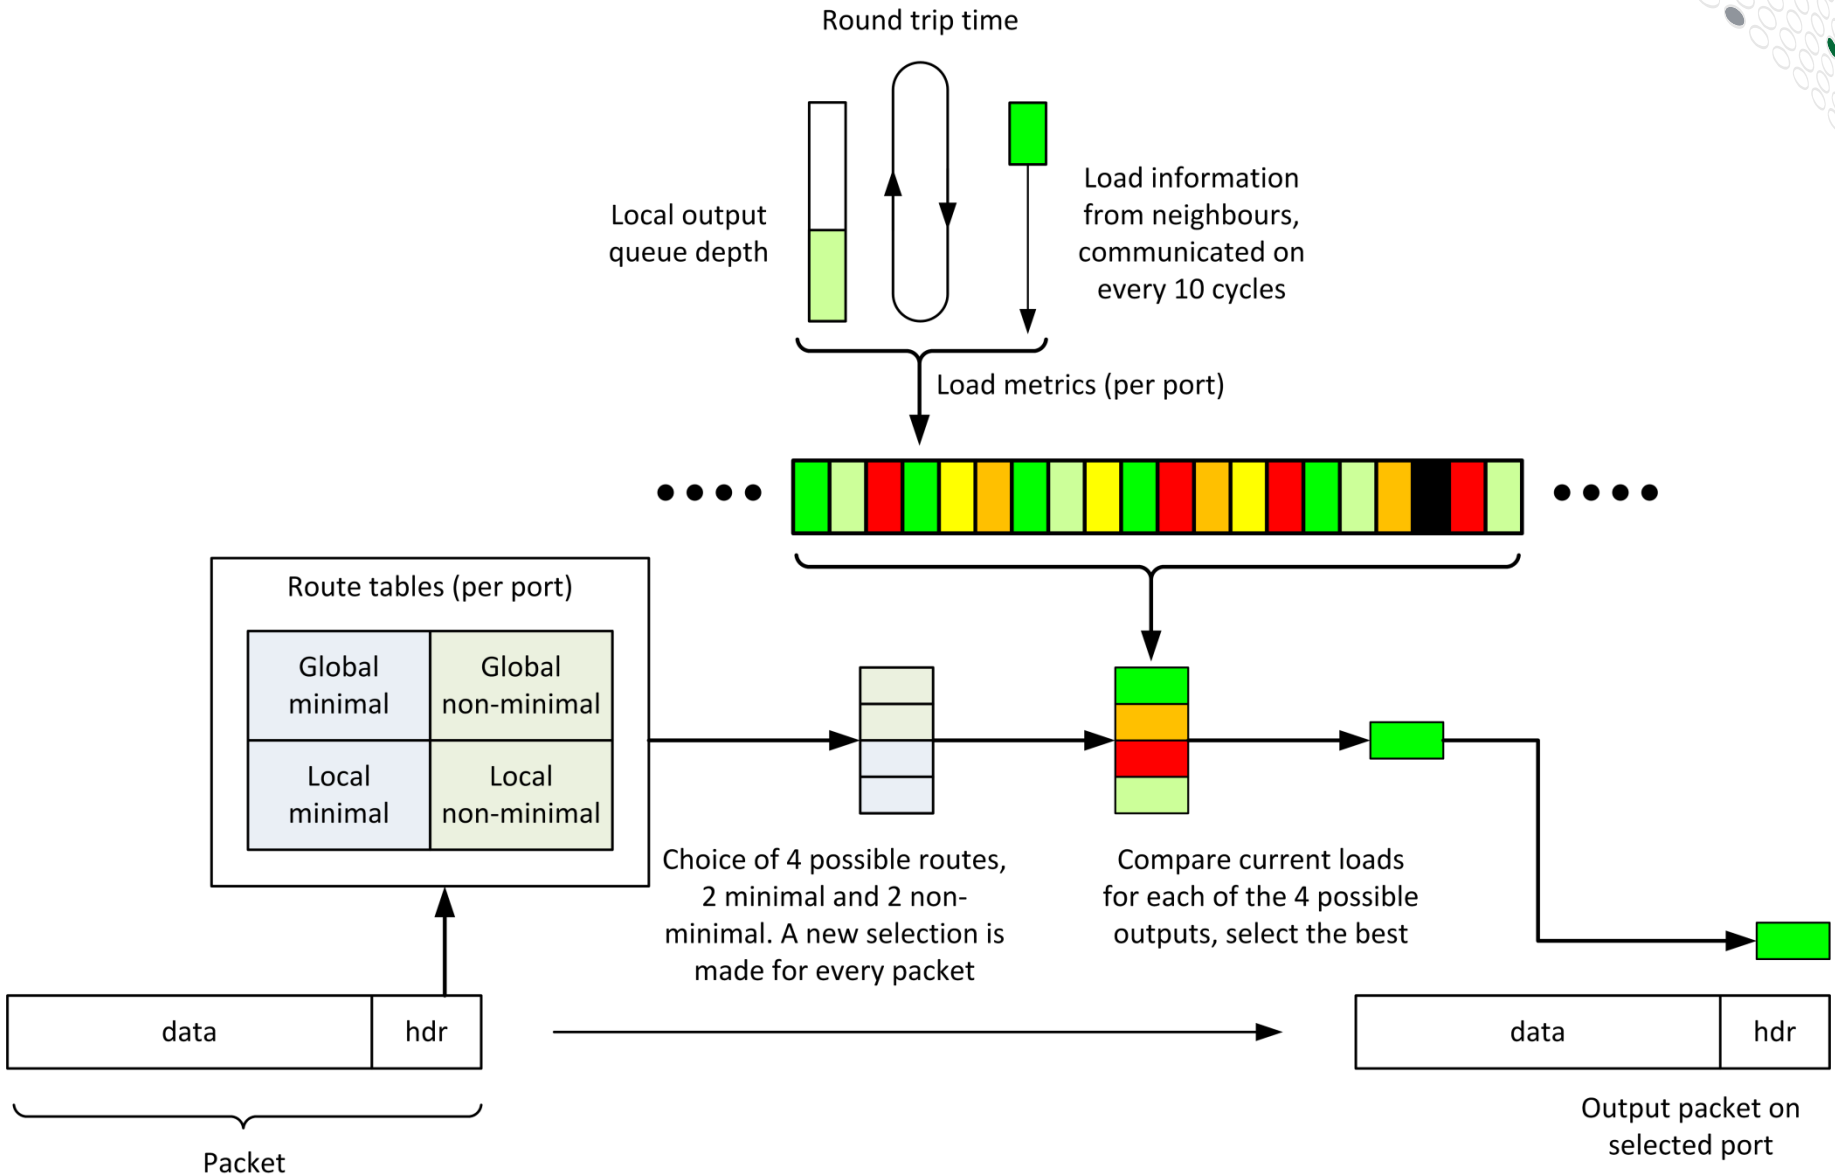 Round trip time
Local output
queue depth
Load information
from neighbours,
communicated on
every 10 cycles
Load metrics (per port)
Route tables (per port)
Global
minimal
Global
non-minimal
Local
minimal
Local
non-minimal
Choice of 4 possible routes,
2 minimal and 2 non-
minimal. A new selection is
made for every packet
Compare current loads
for each of the 4 possible
outputs, select the best
data
hdr
Packet
data
hdr
Output packet on
selected port